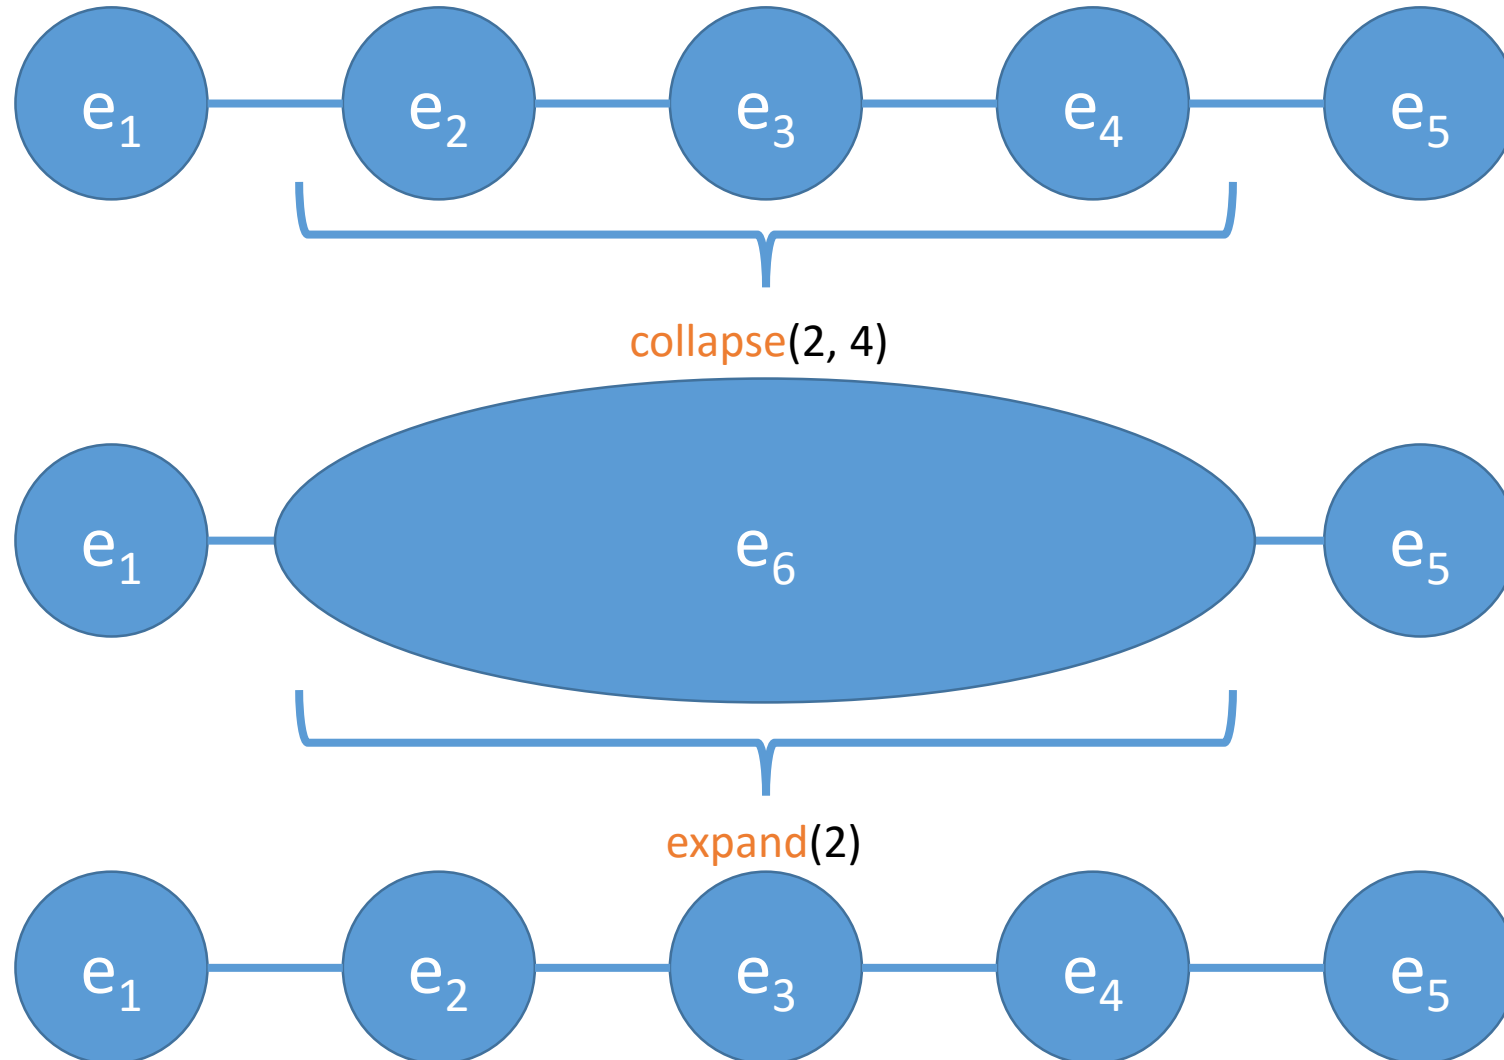 e₁ e₂ e₃ e₄ e₅
collapse(2, 4)
e₁ e₆ e₅
expand(2)
e₁ e₂ e₃ e₄ e₅